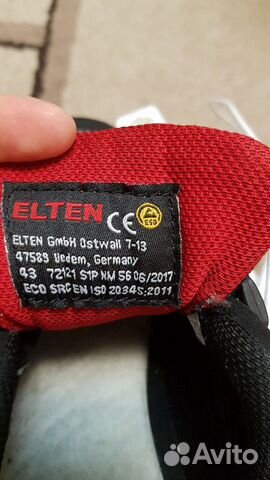 ELTEN CE ESD
ELTEN GmbH Ostwall 7-13
47589 Uedem, Germany
43 72121 S1P NM 56 06/2017
ECO SRC EN ISO 20345:2011
Avito